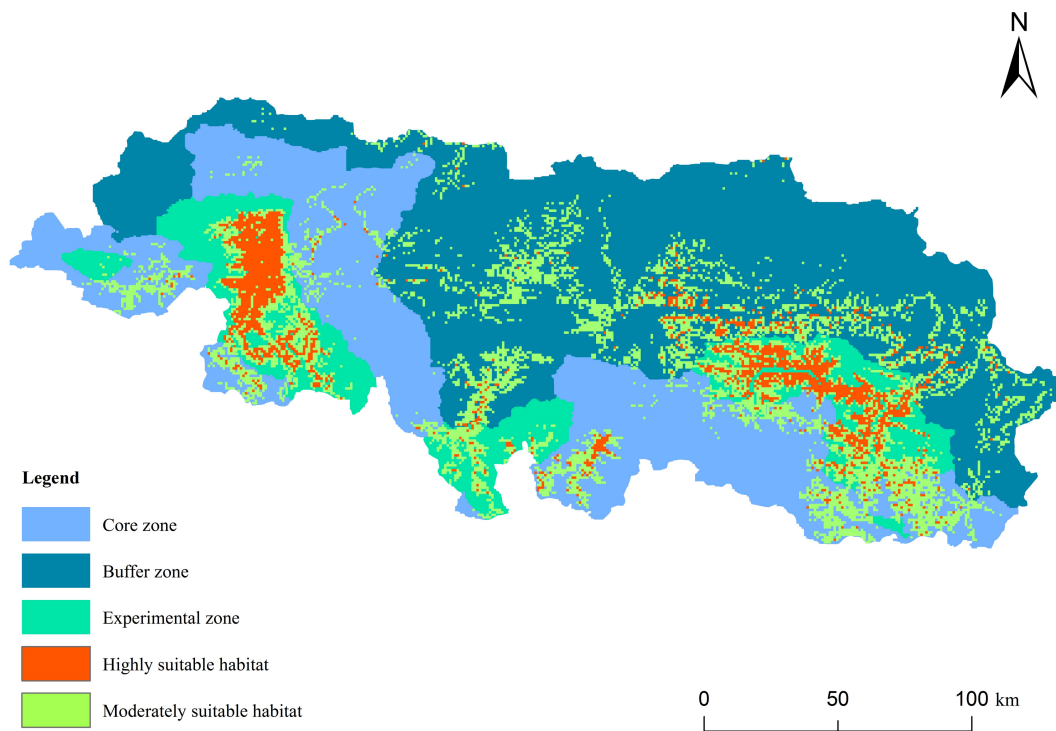 N
Legend
Core zone
Buffer zone
Experimental zone
Highly suitable habitat
Moderately suitable habitat
0 50 100 km